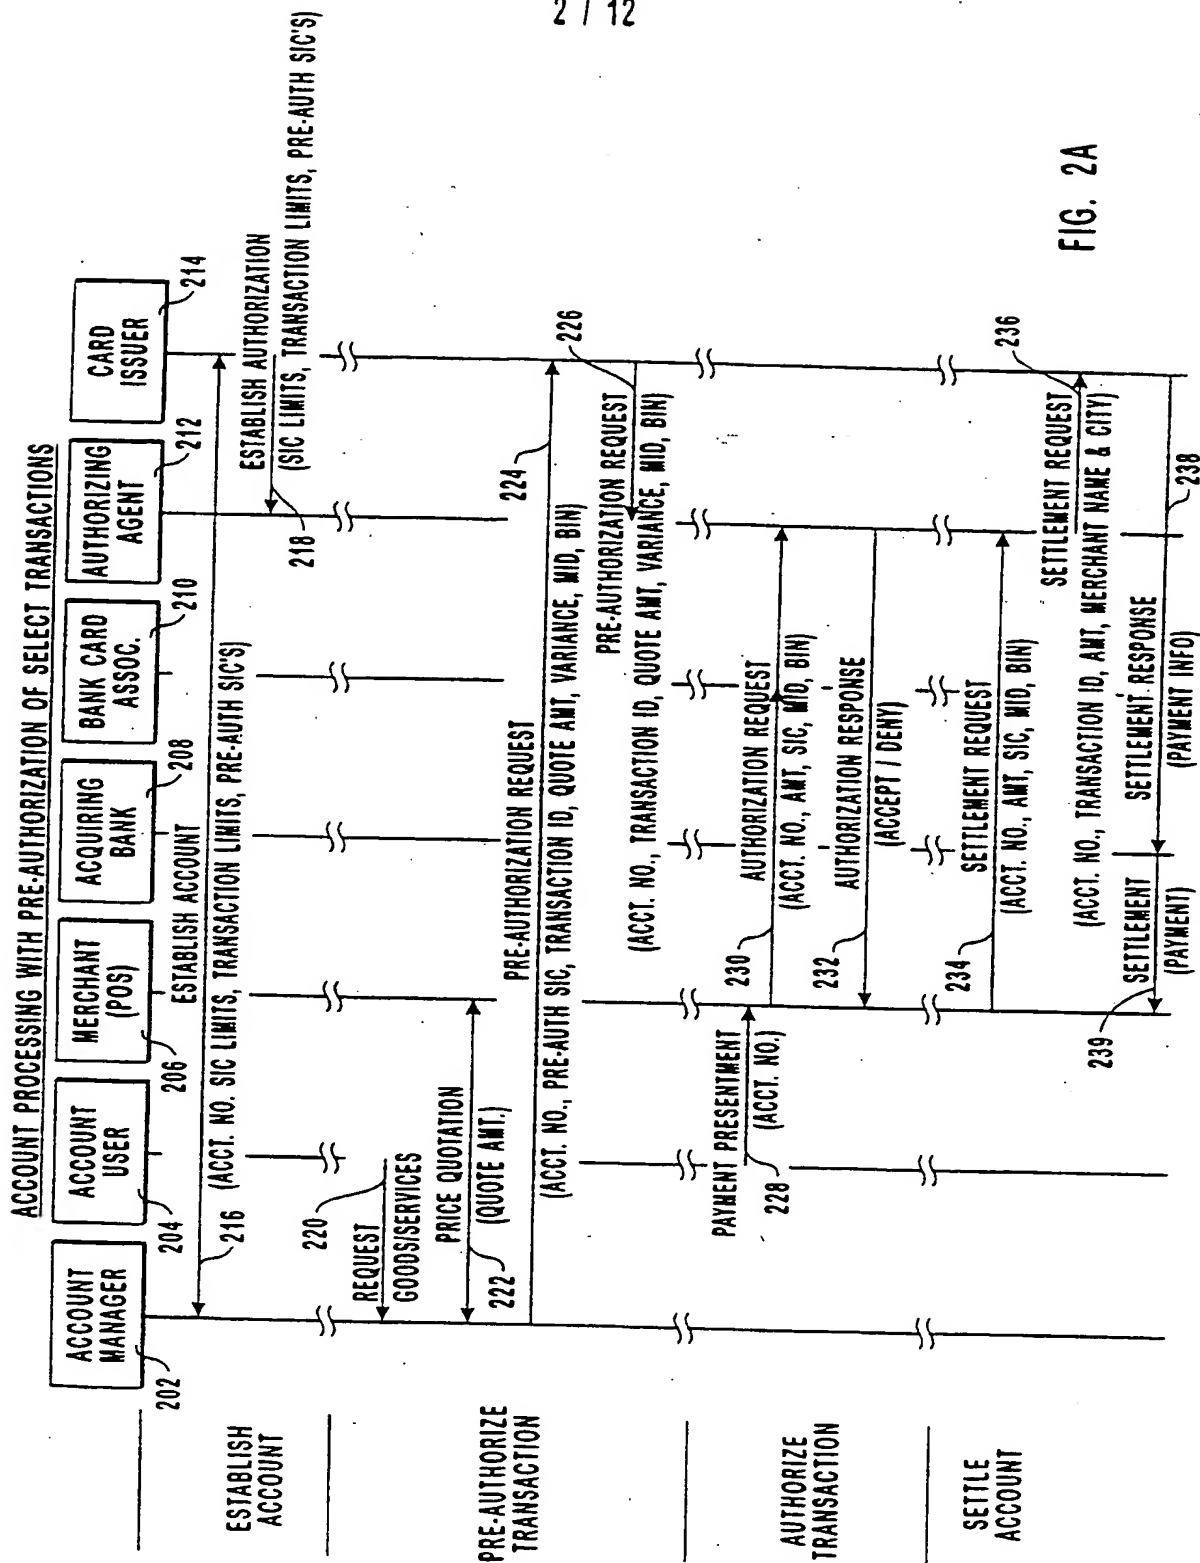 2 / 12
ACCOUNT PROCESSING WITH PRE-AUTHORIZATION OF SELECT TRANSACTIONS
ACCOUNT
MANAGER
202
ACCOUNT
USER
204
MERCHANT
(POS)
206
ACQUIRING
BANK
208
BANK CARD
ASSOC.
210
AUTHORIZING
AGENT
212
CARD
ISSUER
214
ESTABLISH
ACCOUNT
ESTABLISH ACCOUNT
216
(ACCT. NO. SIC LIMITS, TRANSACTION LIMITS, PRE-AUTH SIC'S)
ESTABLISH AUTHORIZATION
(SIC LIMITS, TRANSACTION LIMITS, PRE-AUTH SIC'S)
218
PRE-AUTHORIZE
TRANSACTION
220
REQUEST
GOODS/SERVICES
PRICE QUOTATION
(QUOTE AMT.)
222
PRE-AUTHORIZATION REQUEST
224
(ACCT. NO., PRE-AUTH SIC, TRANSACTION ID, QUOTE AMT, VARIANCE, MID, BIN)
226
PRE-AUTHORIZATION REQUEST
(ACCT. NO., TRANSACTION ID, QUOTE AMT, VARIANCE, MID, BIN)
AUTHORIZE
TRANSACTION
PAYMENT PRESENTMENT
(ACCT. NO.)
228
230
AUTHORIZATION REQUEST
(ACCT. NO., AMT, SIC, MID, BIN)
232
AUTHORIZATION RESPONSE
(ACCEPT / DENY)
SETTLE
ACCOUNT
234
SETTLEMENT REQUEST
(ACCT. NO., AMT, SIC, MID, BIN)
236
SETTLEMENT REQUEST
(ACCT. NO., TRANSACTION ID, AMT, MERCHANT NAME & CITY)
SETTLEMENT RESPONSE
(PAYMENT INFO)
238
SETTLEMENT
(PAYMENT)
239
FIG. 2A